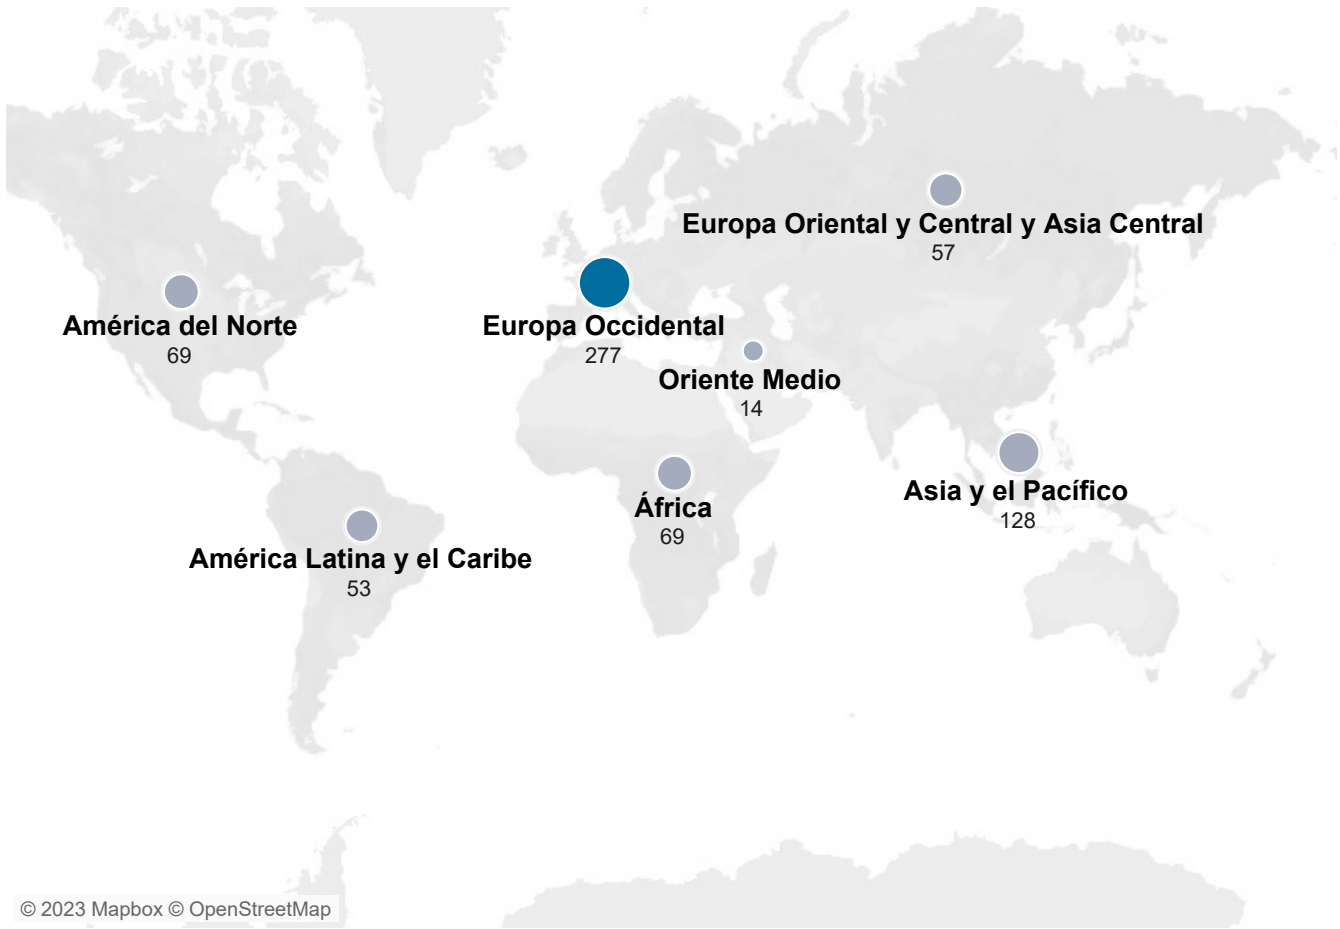 Europa Oriental y Central y Asia Central
57
América del Norte
69
Europa Occidental
277
Oriente Medio
14
Asia y el Pacífico
128
África
69
América Latina y el Caribe
53
© 2023 Mapbox © OpenStreetMap